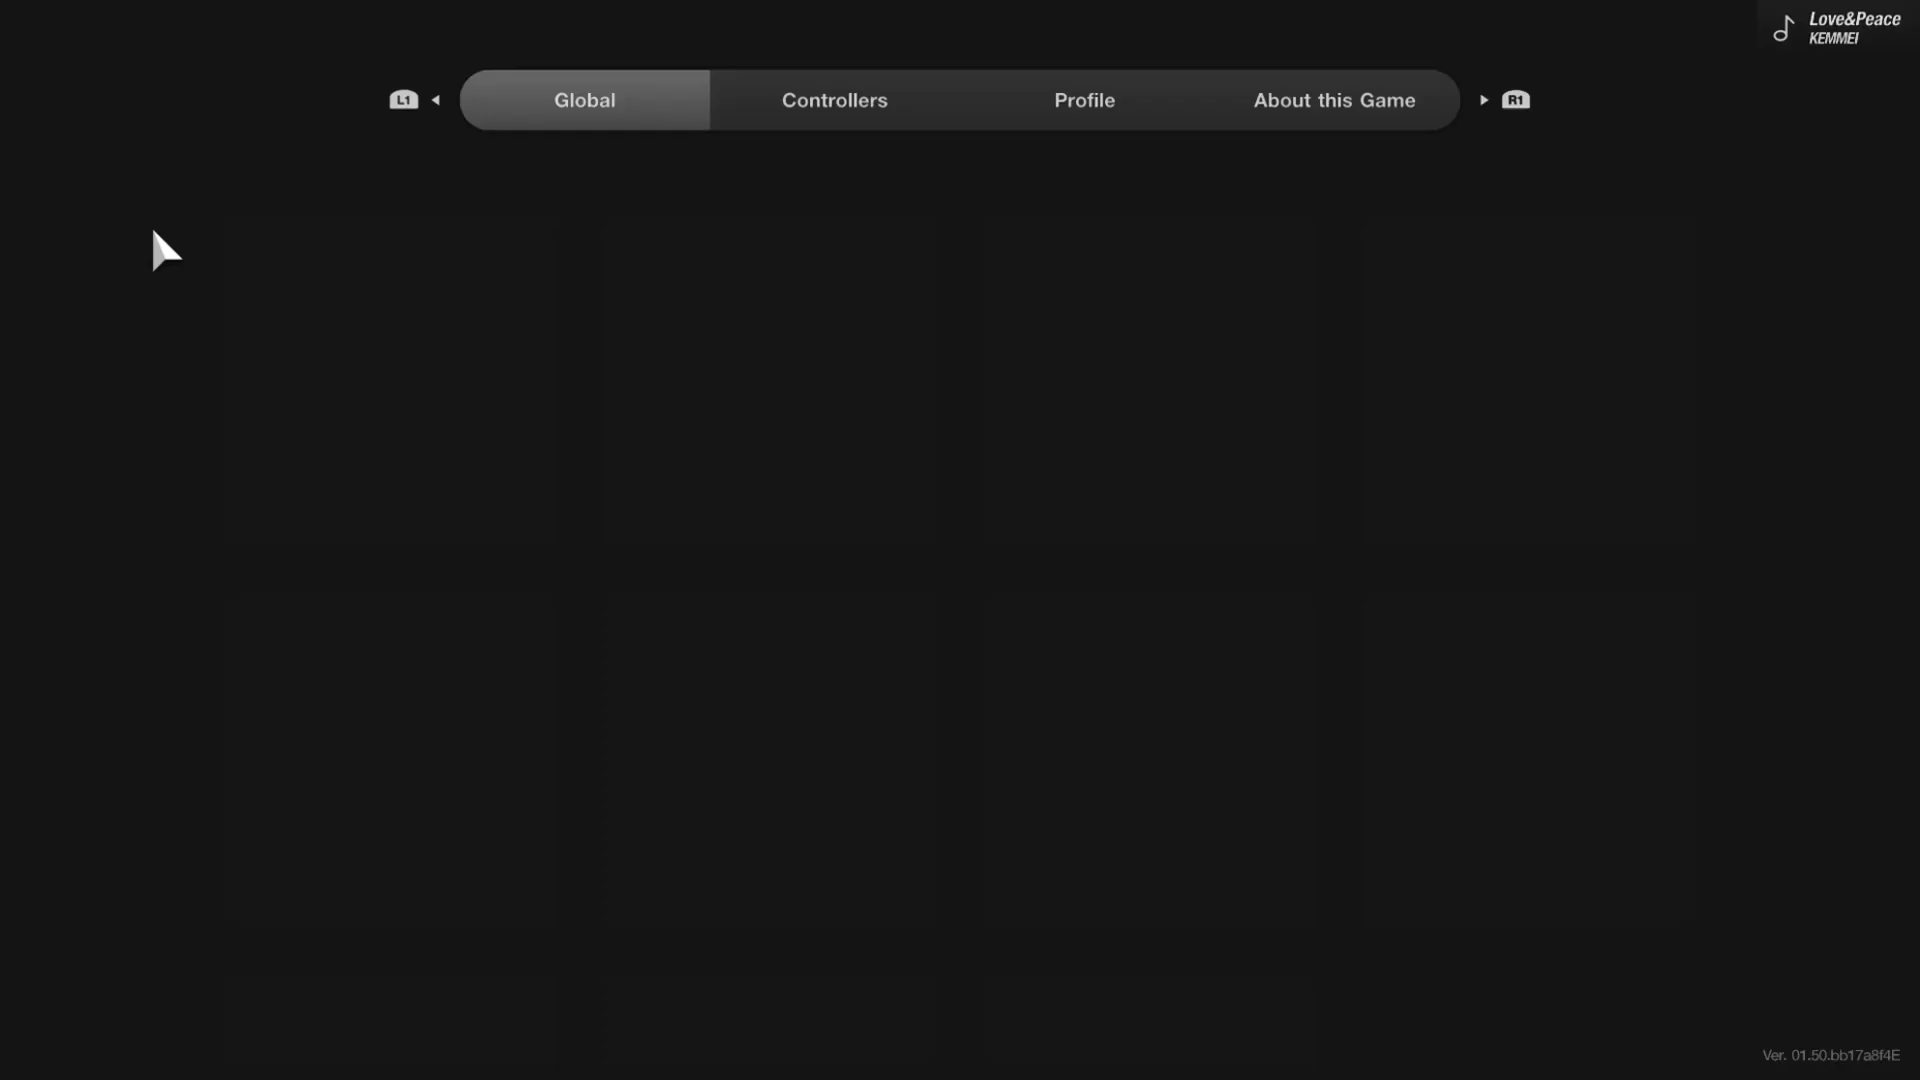 Love&Peace
KEMMEI
L1 Global Controllers Profile About this Game R1
Ver. 01.50.bb17a8f4E